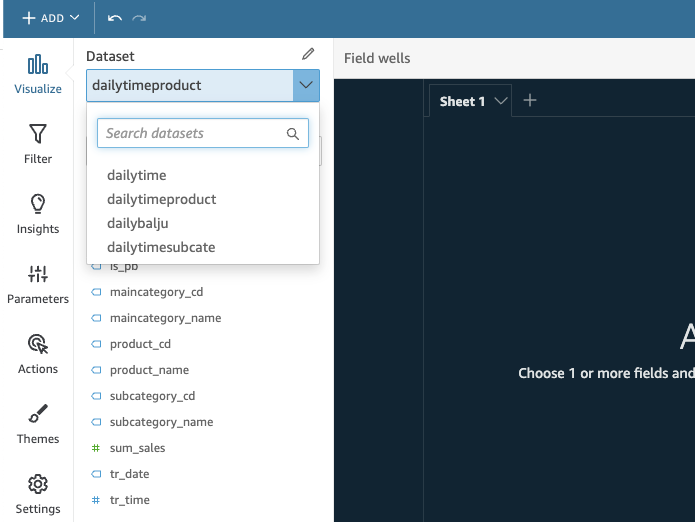 ADD
Dataset
Field wells
Visualize
dailytimeproduct
Sheet 1
Search datasets
Filter
dailytime
dailytimeproduct
Insights
dailybalju
dailytimesubcate
is_pb
Parameters
maincategory_cd
maincategory_name
product_cd
Actions
product_name
Choose 1 or more fields and
subcategory_cd
Themes
subcategory_name
sum_sales
tr_date
Settings
tr_time